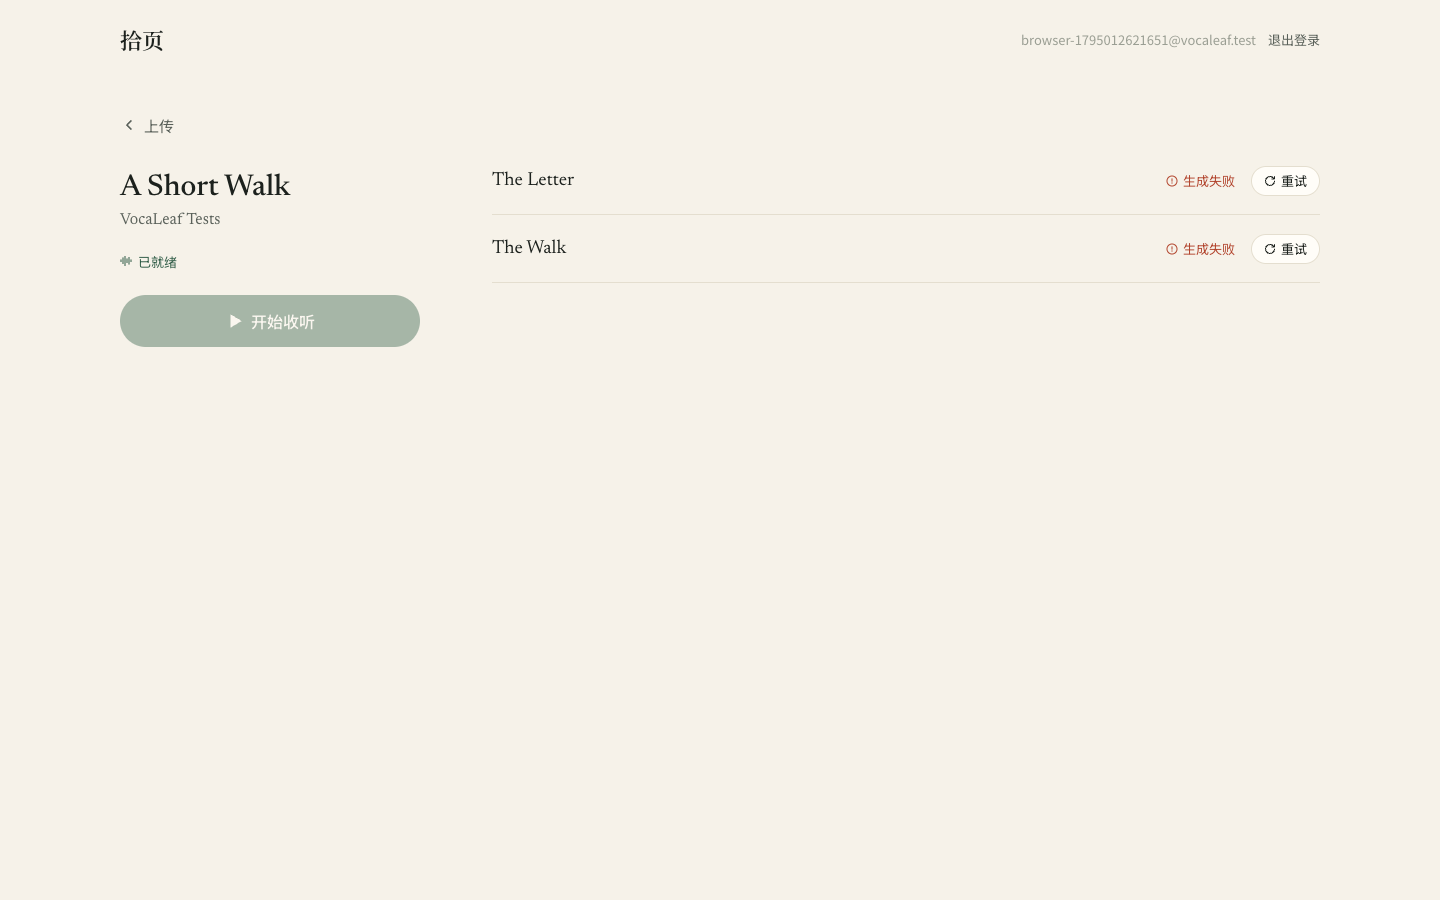 拾页
browser-1795012621651@vocaleaf.test 退出登录
上传
A Short Walk
VocaLeaf Tests
已就绪
开始收听
The Letter 生成失败 重试
The Walk 生成失败 重试